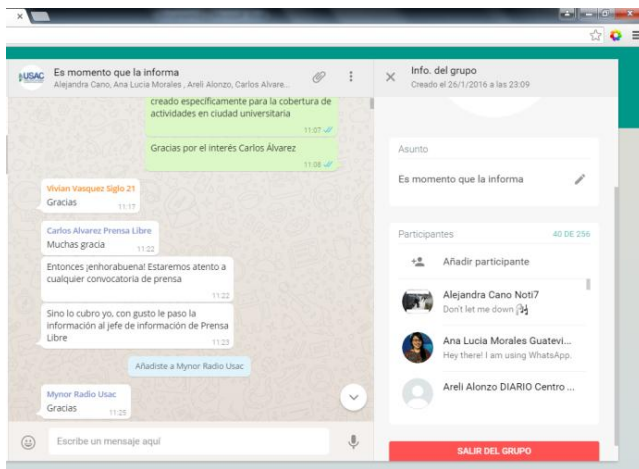 USAC
Es momento que la informa
Alejandra Cano, Ana Lucia Morales , Areli Alonzo, Carlos Alvare...
creado específicamente para la cobertura de
actividades en ciudad universitaria
11:07
Gracias por el interés Carlos Álvarez
11:08
Vivian Vasquez Siglo 21
Gracias
11:17
Carlos Alvarez Prensa Libre
Muchas gracia
11:22
Entonces ¡enhorabuena! Estaremos atento a
cualquier convocatoria de prensa
11:22
Sino lo cubro yo, con gusto le paso la
información al jefe de información de Prensa
Libre
11:23
Añadiste a Mynor Radio Usac
Mynor Radio Usac
Gracias
11:25
Escribe un mensaje aquí
Info. del grupo
Creado el 26/1/2016 a las 23:09
Asunto
Es momento que la informa
Participantes
40 DE 256
Añadir participante
Alejandra Cano Noti7
Don't let me down
Ana Lucia Morales Guatevi...
Hey there! I am using WhatsApp.
Areli Alonzo DIARIO Centro ...
SALIR DEL GRUPO